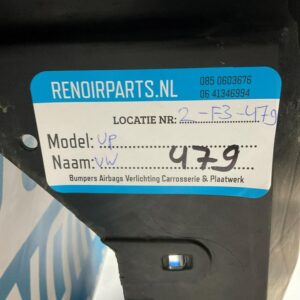 RENOIRPARTS.NL
085 0603676
06 41346994
LOCATIE NR: 2-F3-479
Model: UP
Naam: VW 479
Bumpers Airbags Verlichting Carrosserie & Plaatwerk